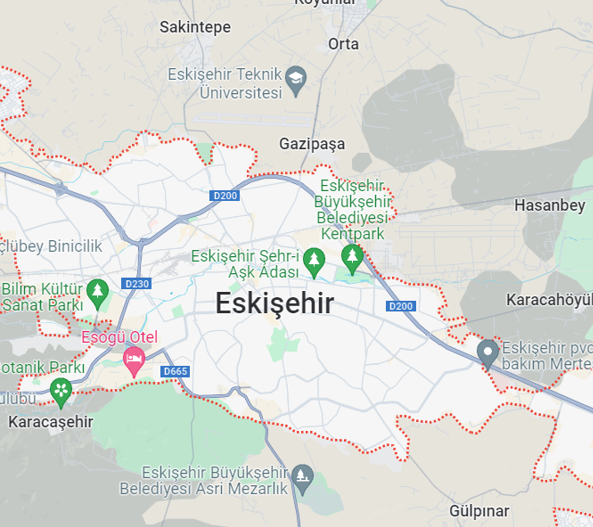 Koyunlar
Sakintepe
Orta
Eskişehir Teknik
Üniversitesi
Gazipaşa
Eskişehir
Büyükşehir
Belediyesi
Kentpark
D200
Hasanbey
çlübey Binicilik
Eskişehir Şehr-i
Aşk Adası
D230
Bilim Kültür
Sanat Parkı
Eskişehir
D200
Karacahöyü
Esogü Otel
Eskişehir pvc
bakım Merte
otanik Parkı
D665
ulübü
Karacaşehir
Eskişehir Büyükşehir
Belediyesi Asri Mezarlık
Gülpınar